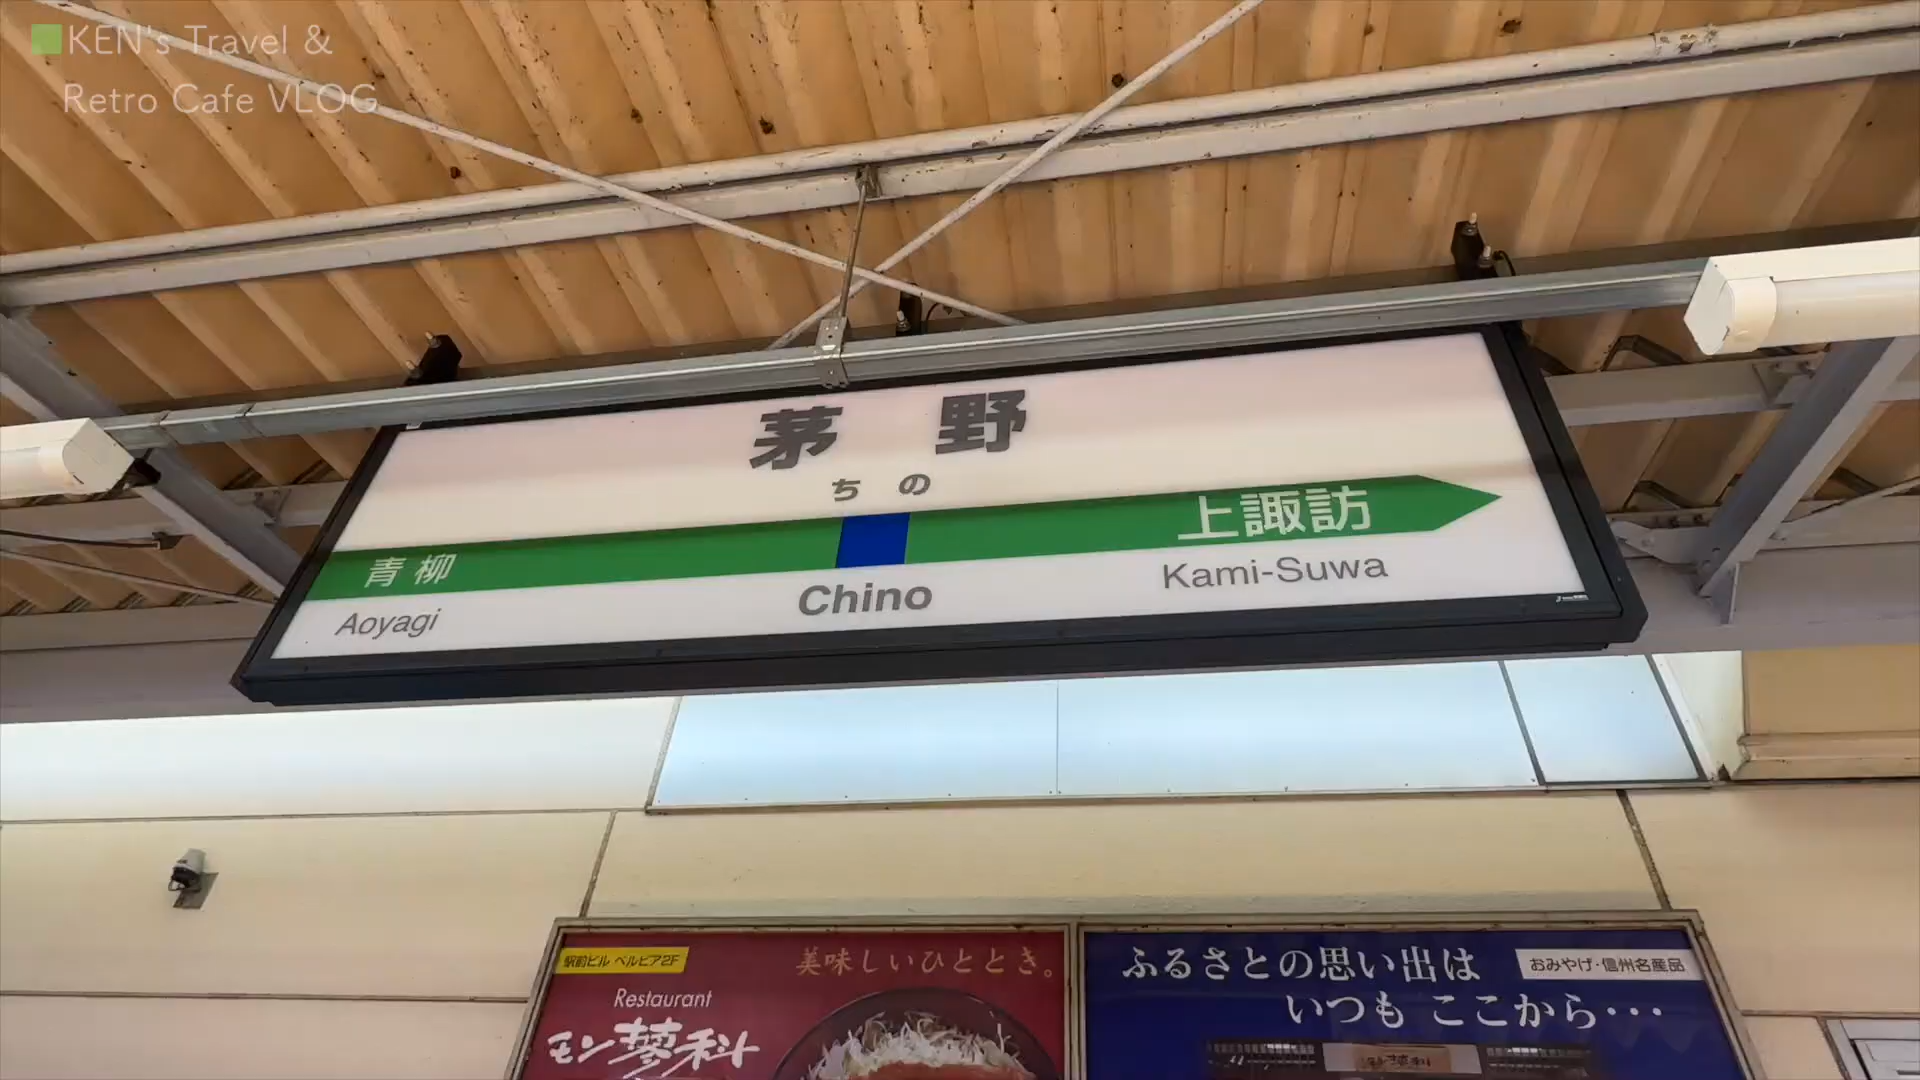 KEN's Travel &
Retro Cafe VLOG
茅野
ちの
青柳
上諏訪
Aoyagi
Chino
Kami-Suwa
駅前ビル ベルビア2F
美味しいひととき。
Restaurant
モン蓼科
ふるさとの思い出は
いつも ここから・・・
おみやげ・信州名産品